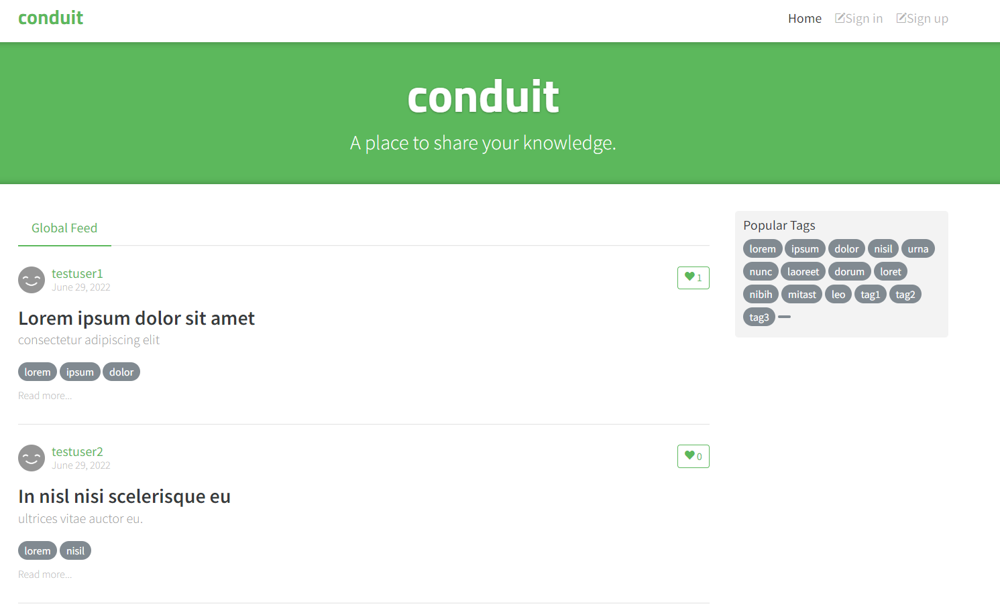 conduit
Home Sign in Sign up
conduit
A place to share your knowledge.
Global Feed
testuser1
June 29, 2022
1
Lorem ipsum dolor sit amet
consectetur adipiscing elit
lorem ipsum dolor
Read more...
testuser2
June 29, 2022
0
In nisl nisi scelerisque eu
ultrices vitae auctor eu.
lorem nisil
Read more...
Popular Tags
lorem ipsum dolor nisil urna
nunc laoreet dorum loret
nibih mitast leo tag1 tag2
tag3